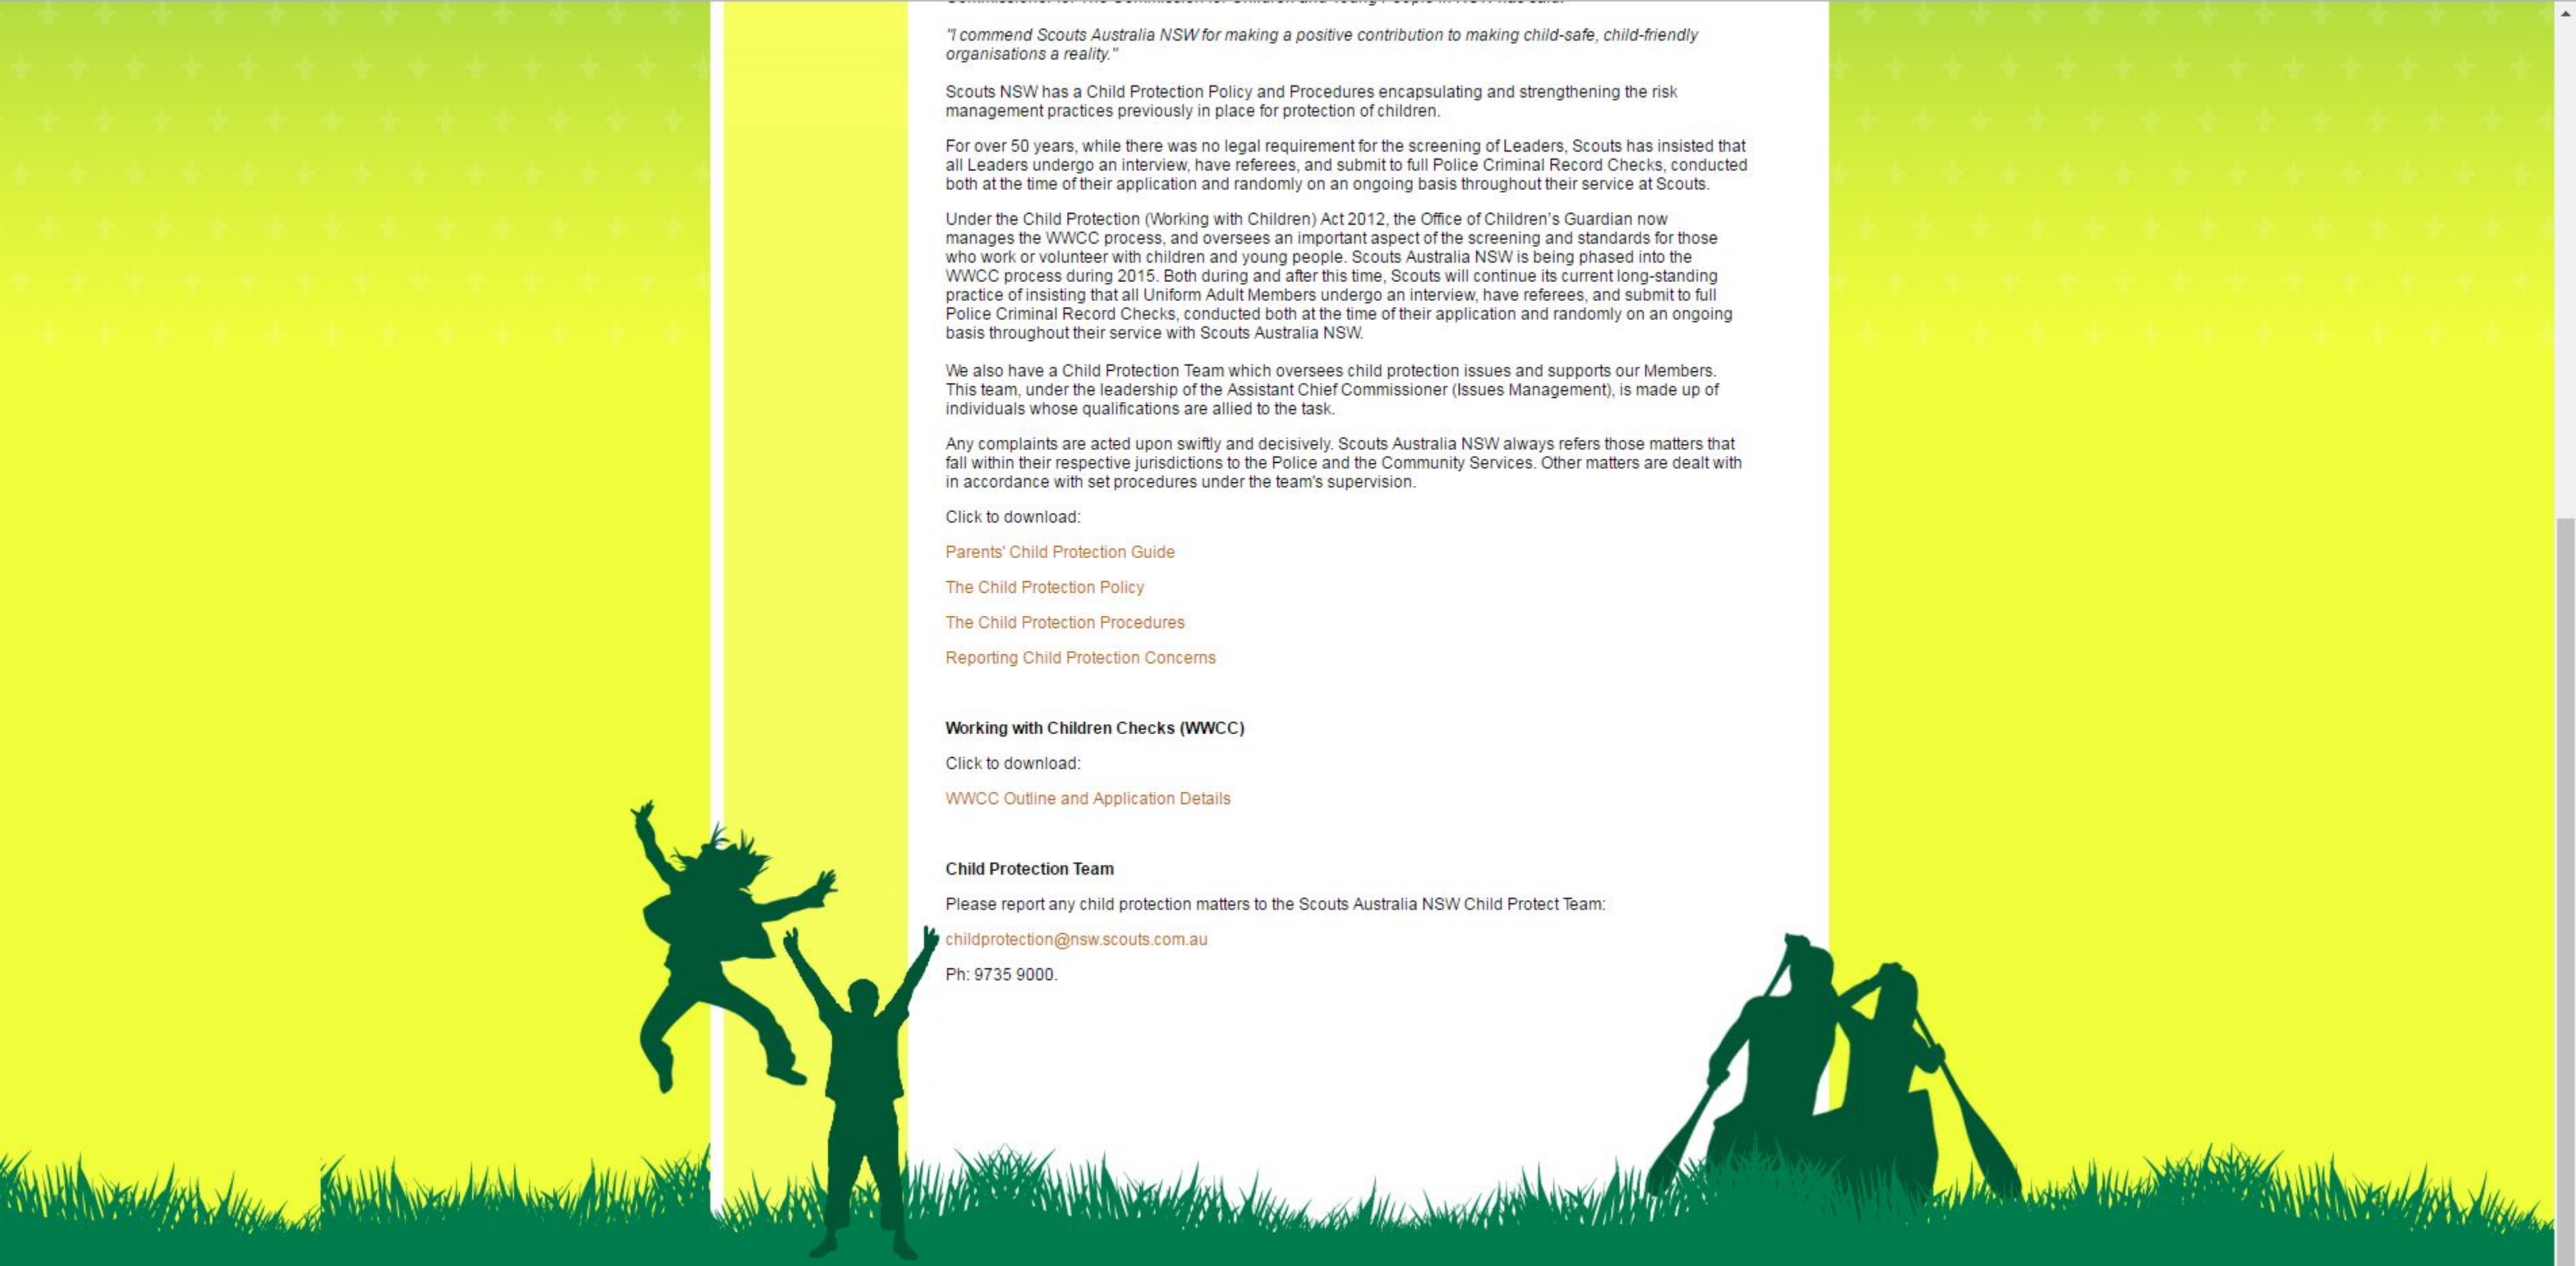 "I commend Scouts Australia NSW for making a positive contribution to making child-safe, child-friendly
organisations a reality."
Scouts NSW has a Child Protection Policy and Procedures encapsulating and strengthening the risk
management practices previously in place for protection of children.
For over 50 years, while there was no legal requirement for the screening of Leaders, Scouts has insisted that
all Leaders undergo an interview, have referees, and submit to full Police Criminal Record Checks, conducted
both at the time of their application and randomly on an ongoing basis throughout their service at Scouts.
Under the Child Protection (Working with Children) Act 2012, the Office of Children's Guardian now
manages the WWCC process, and oversees an important aspect of the screening and standards for those
who work or volunteer with children and young people. Scouts Australia NSW is being phased into the
WWCC process during 2015. Both during and after this time, Scouts will continue its current long-standing
practice of insisting that all Uniform Adult Members undergo an interview, have referees, and submit to full
Police Criminal Record Checks, conducted both at the time of their application and randomly on an ongoing
basis throughout their service with Scouts Australia NSW.
We also have a Child Protection Team which oversees child protection issues and supports our Members.
This team, under the leadership of the Assistant Chief Commissioner (Issues Management), is made up of
individuals whose qualifications are allied to the task.
Any complaints are acted upon swiftly and decisively. Scouts Australia NSW always refers those matters that
fall within their respective jurisdictions to the Police and the Community Services. Other matters are dealt with
in accordance with set procedures under the team's supervision.
Click to download:
Parents' Child Protection Guide
The Child Protection Policy
The Child Protection Procedures
Reporting Child Protection Concerns
Working with Children Checks (WWCC)
Click to download:
WWCC Outline and Application Details
Child Protection Team
Please report any child protection matters to the Scouts Australia NSW Child Protect Team:
childprotection@nsw.scouts.com.au
Ph: 9735 9000.